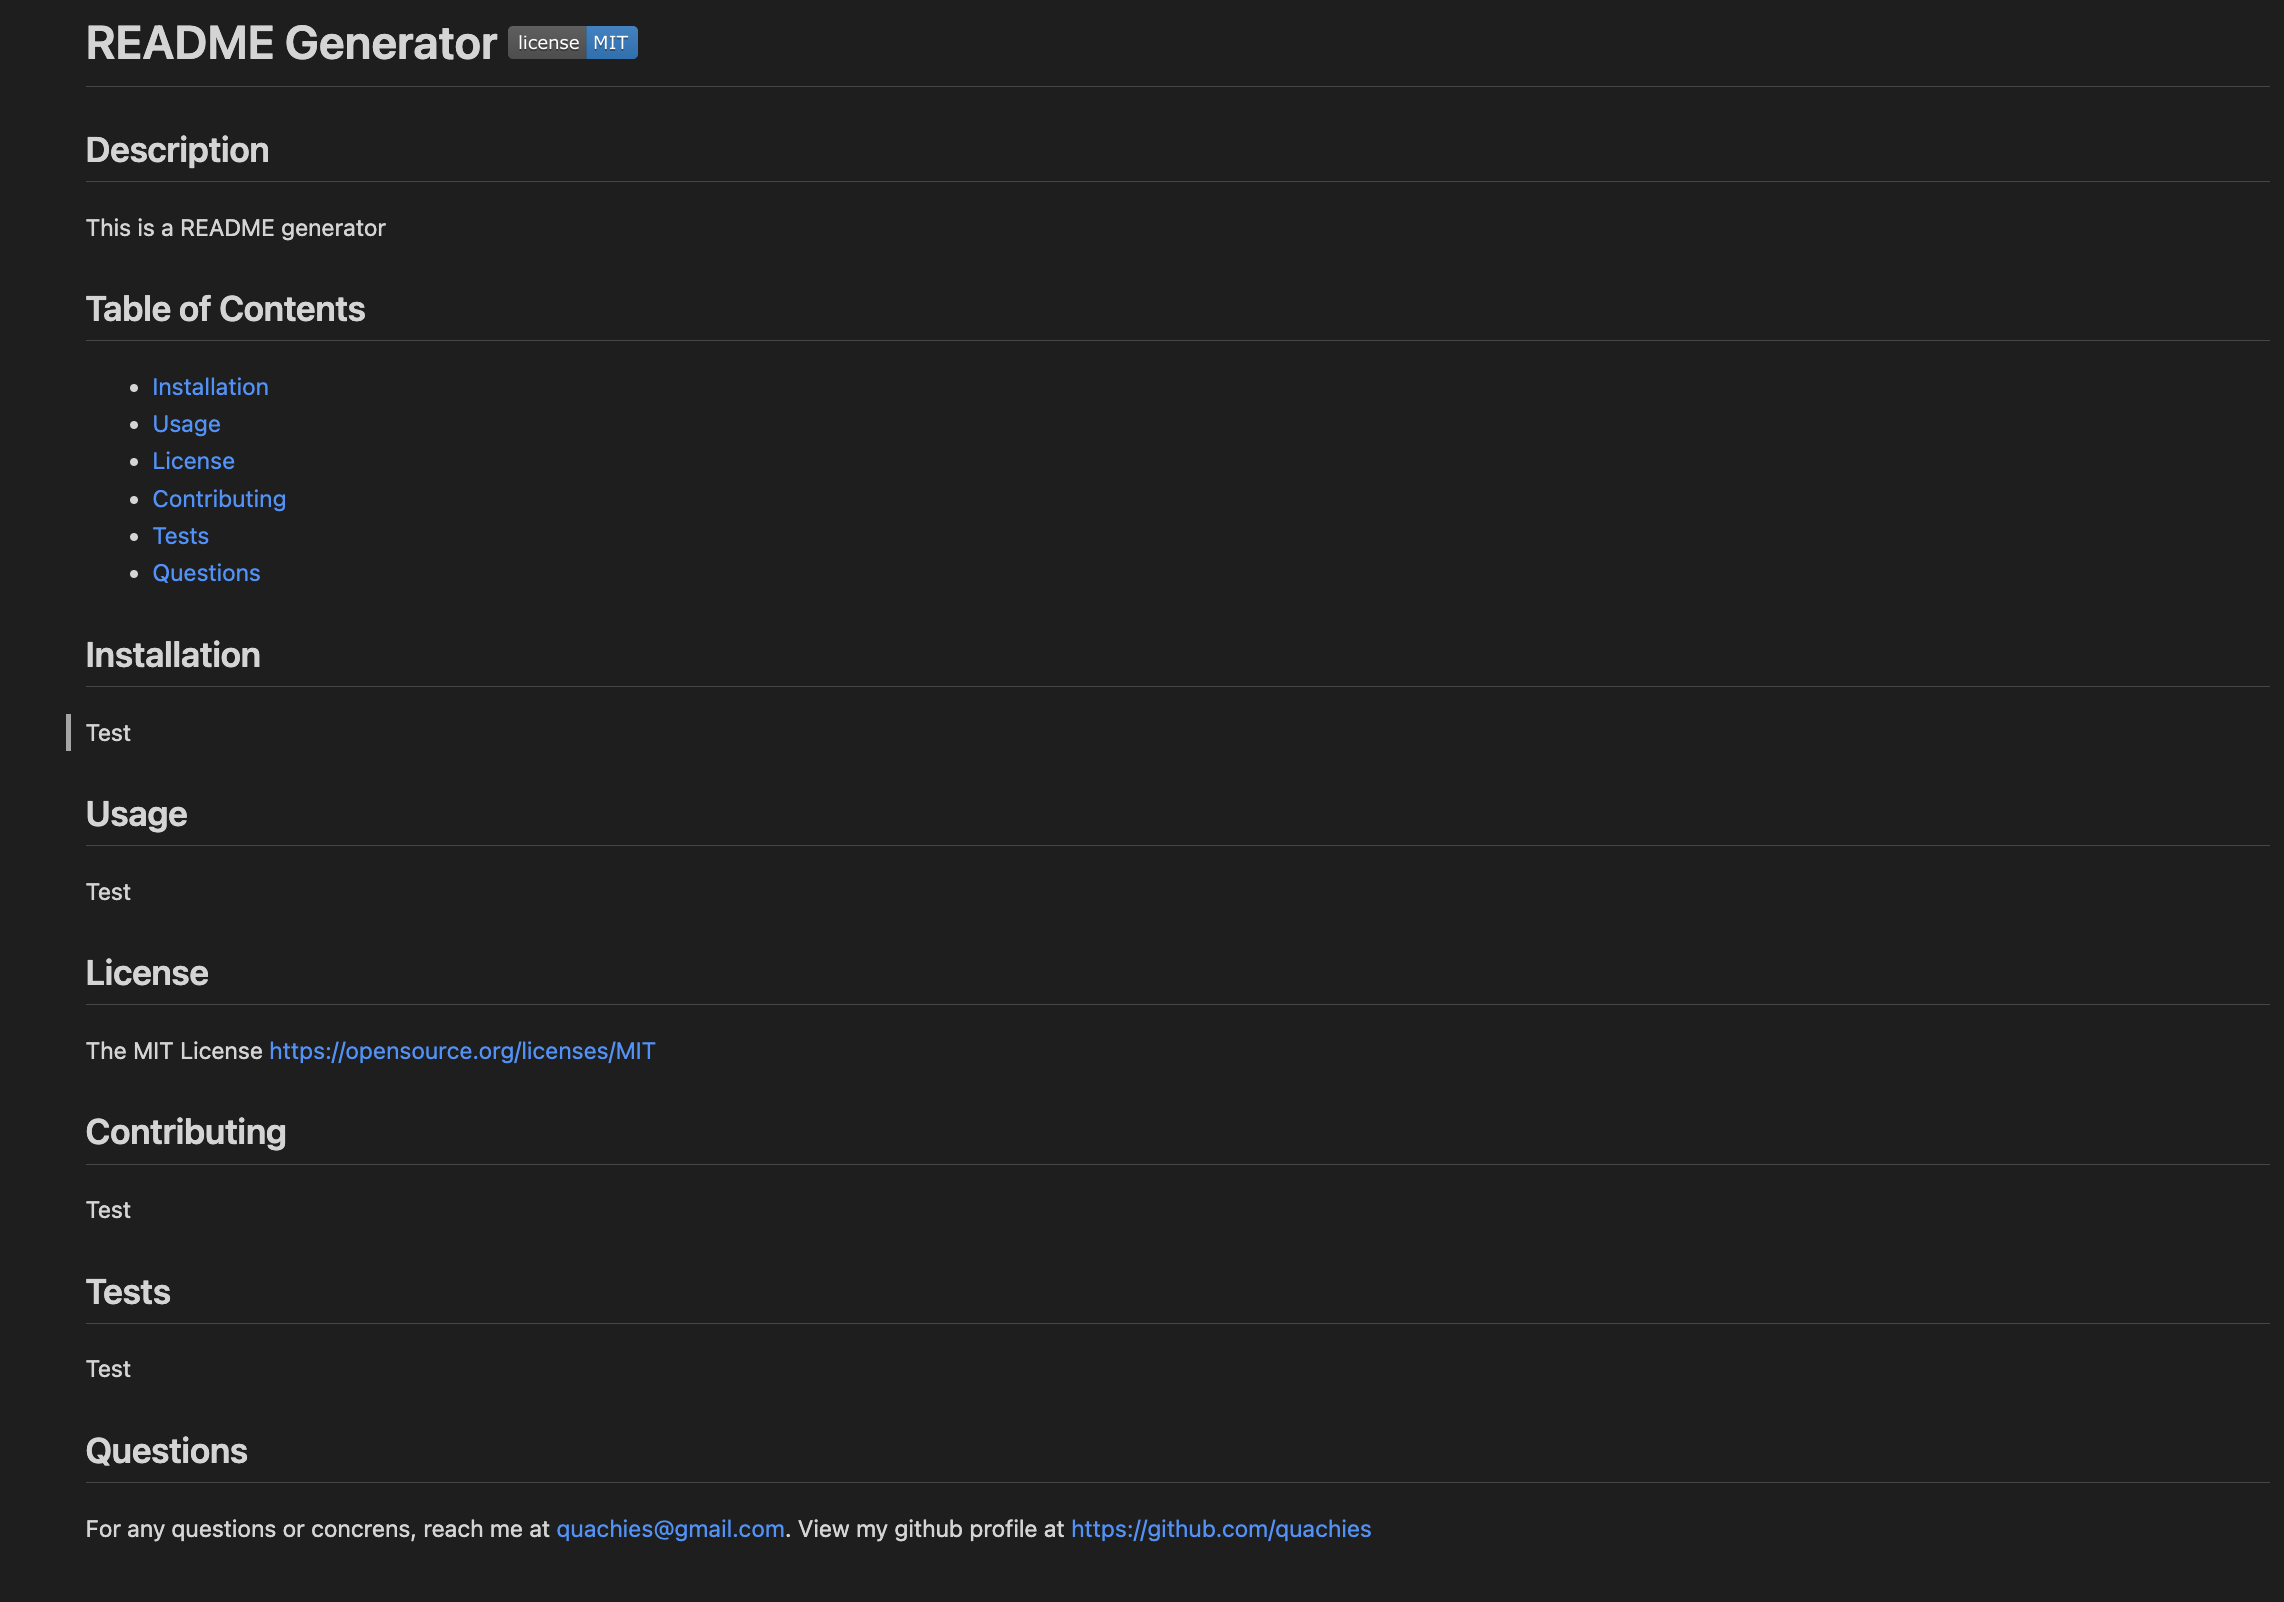 README Generator license MIT
Description
This is a README generator
Table of Contents
Installation
Usage
License
Contributing
Tests
Questions
Installation
Test
Usage
Test
License
The MIT License https://opensource.org/licenses/MIT
Contributing
Test
Tests
Test
Questions
For any questions or concrens, reach me at quachies@gmail.com. View my github profile at https://github.com/quachies